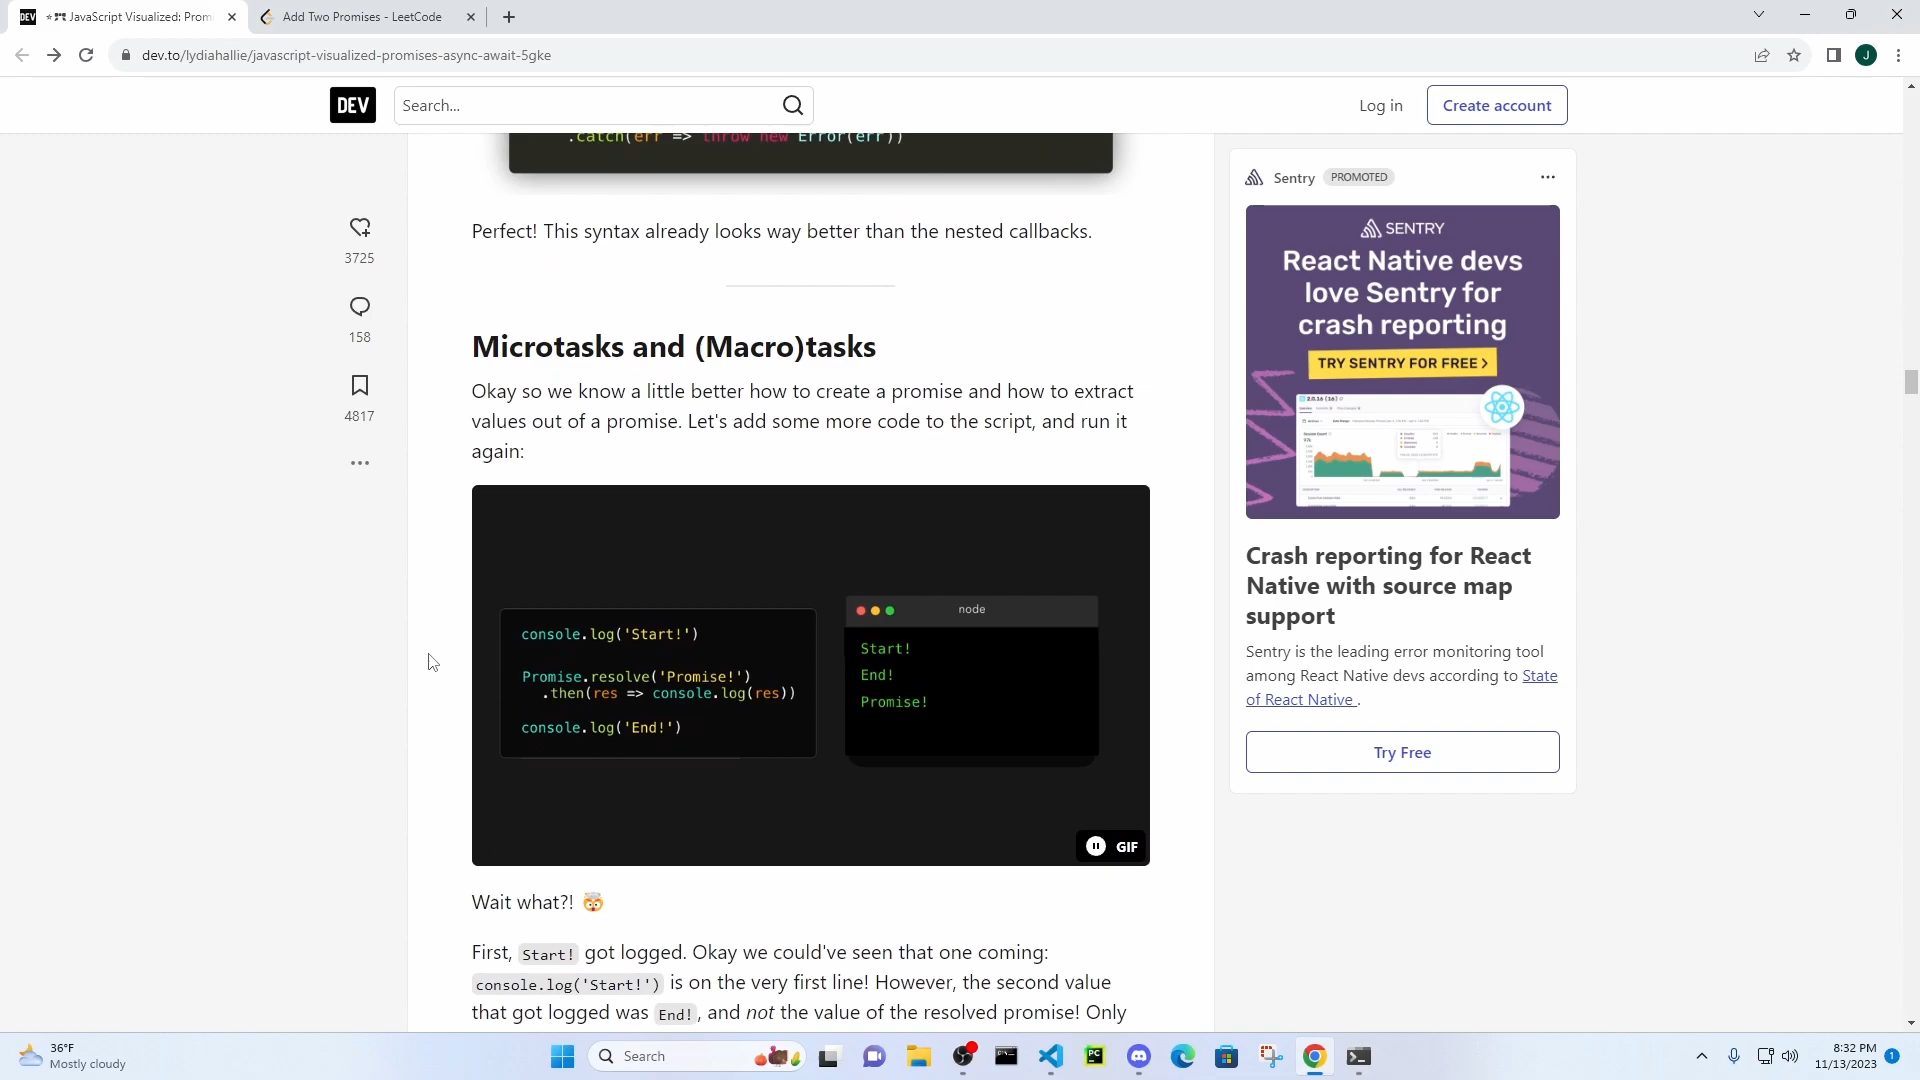 DEV ⭐️🎀 JavaScript Visualized: Prom
Add Two Promises - LeetCode
dev.to/lydiahallie/javascript-visualized-promises-async-await-5gke
J
DEV
Search...
Log in
Create account
.catch(err => throw new Error(err))
Perfect! This syntax already looks way better than the nested callbacks.
3725
158
4817
Microtasks and (Macro)tasks
Okay so we know a little better how to create a promise and how to extract
values out of a promise. Let's add some more code to the script, and run it
again:
console.log('Start!')
Promise.resolve('Promise!')
.then(res => console.log(res))
console.log('End!')
node
Start!
End!
Promise!
GIF
Wait what?! 🤯
First, Start! got logged. Okay we could've seen that one coming:
console.log('Start!') is on the very first line! However, the second value
that got logged was End!, and not the value of the resolved promise! Only
Sentry PROMOTED
SENTRY
React Native devs
love Sentry for
crash reporting
TRY SENTRY FOR FREE >
Crash reporting for React
Native with source map
support
Sentry is the leading error monitoring tool
among React Native devs according to State
of React Native .
Try Free
36°F
Mostly cloudy
Search
PC
8:32 PM
11/13/2023
1